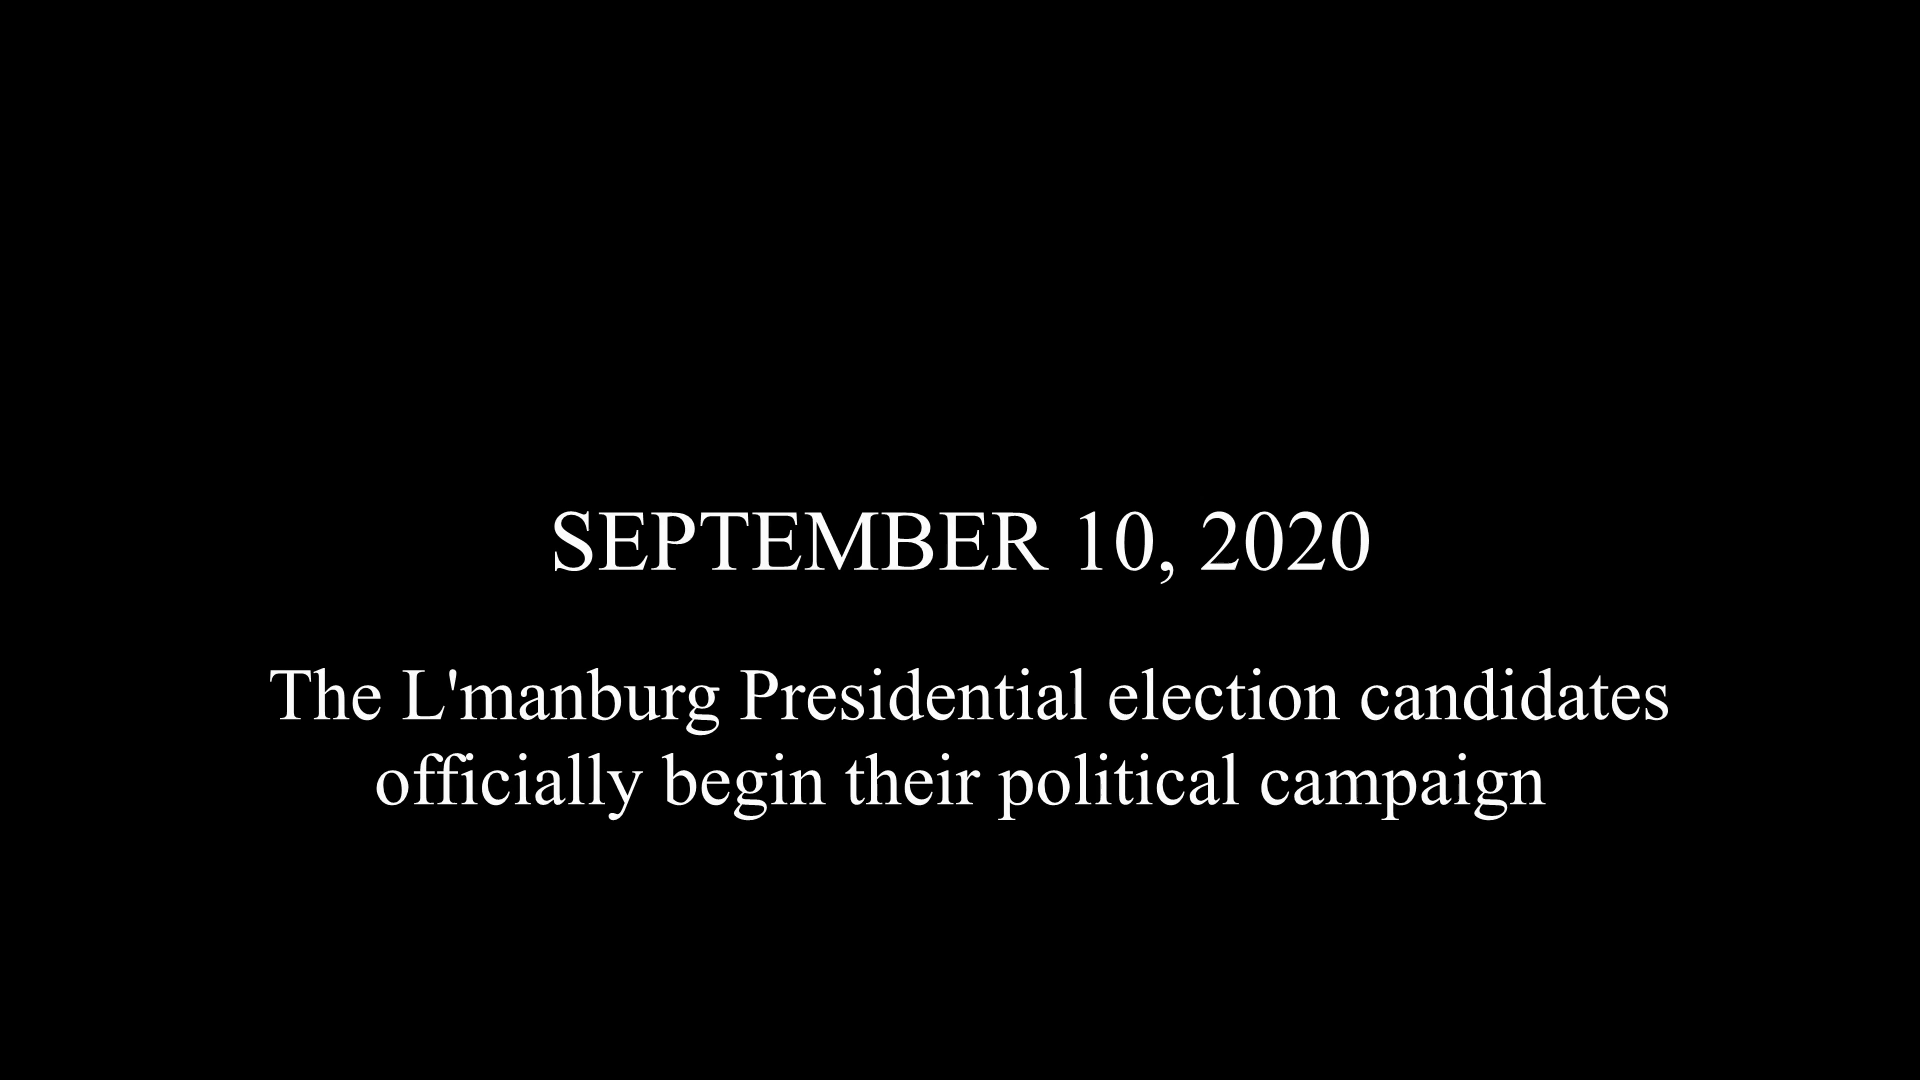 SEPTEMBER 10, 2020
The L'manburg Presidential election candidates
officially begin their political campaign